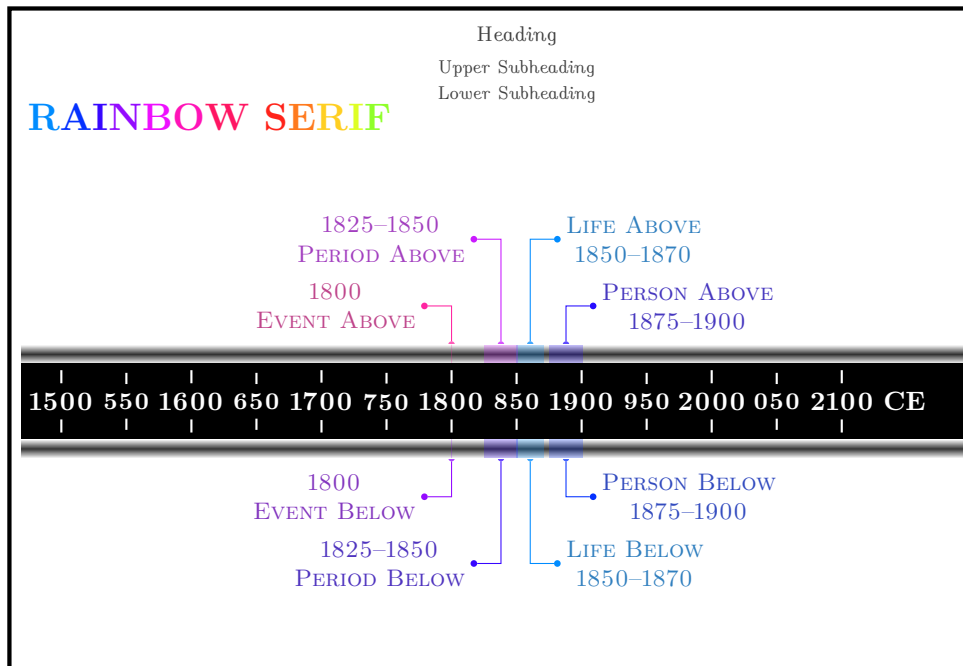 Heading
Upper Subheading
Lower Subheading
RAINBOW SERIF
1825–1850
PERIOD ABOVE
LIFE ABOVE
1850–1870
1800
EVENT ABOVE
PERSON ABOVE
1875–1900
1500 550 1600 650 1700 750 1800 850 1900 950 2000 050 2100 CE
1800
EVENT BELOW
PERSON BELOW
1875–1900
1825–1850
PERIOD BELOW
LIFE BELOW
1850–1870